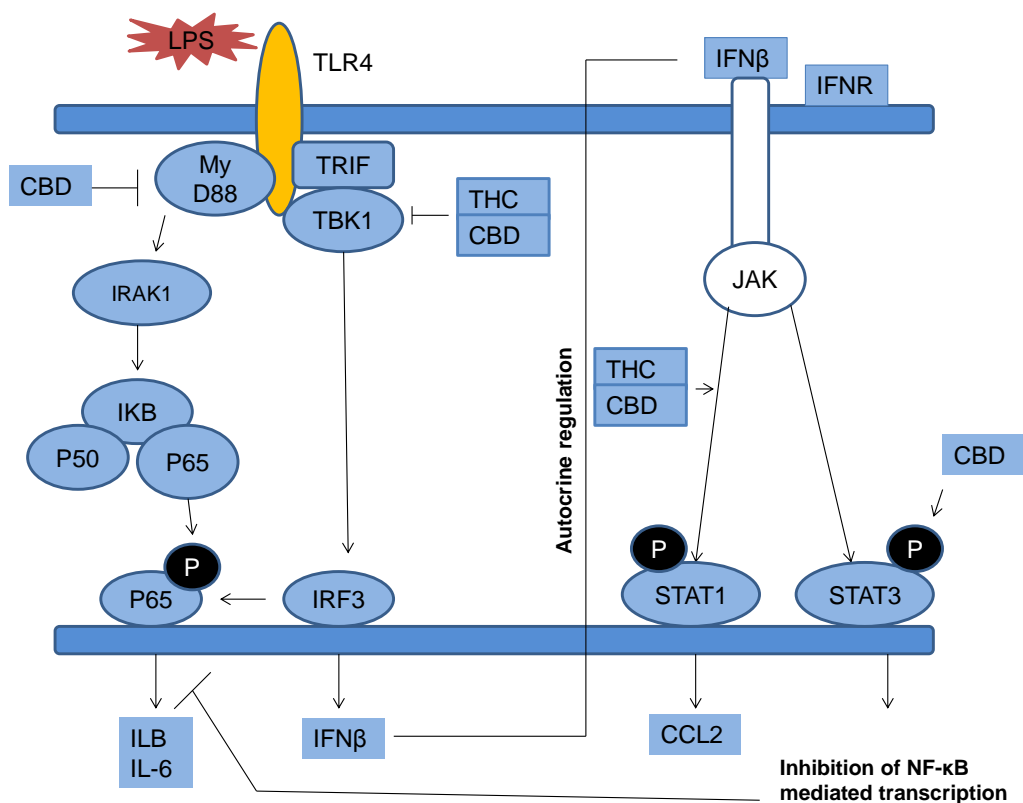 LPS
TLR4
IFNβ
IFNR
My
D88
TRIF
CBD
TBK1
THC
CBD
IRAK1
JAK
THC
CBD
IKB
P50
P65
CBD
Autocrine regulation
P
P65
IRF3
P
STAT1
P
STAT3
ILB
IL-6
IFNβ
CCL2
Inhibition of NF-κB
mediated transcription